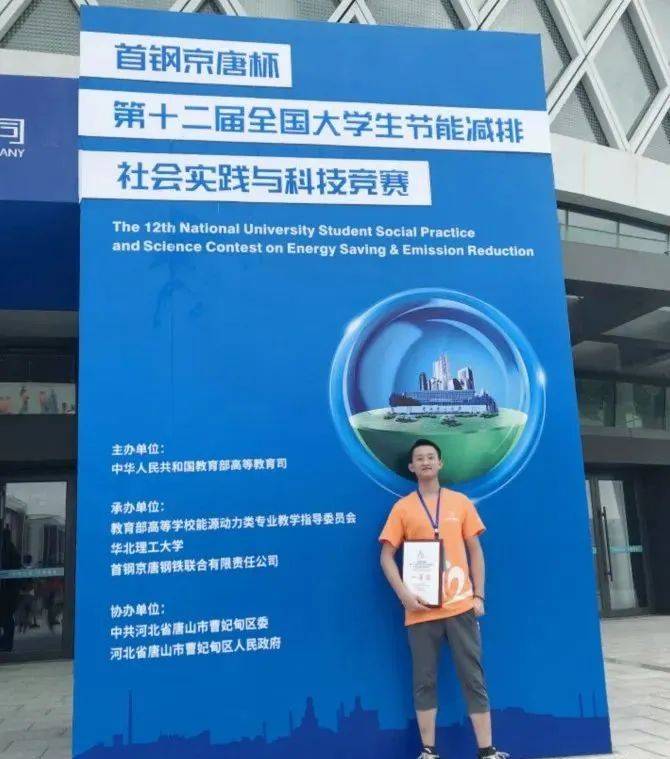 首钢京唐杯
第十二届全国大学生节能减排
社会实践与科技竞赛
The 12th National University Student Social Practice
and Science Contest on Energy Saving & Emission Reduction
司
ANY
主办单位：
中华人民共和国教育部高等教育司
承办单位：
教育部高等学校能源动力类专业教学指导委员会
华北理工大学
首钢京唐钢铁联合有限责任公司
协办单位：
中共河北省唐山市曹妃甸区委
河北省唐山市曹妃甸区人民政府
一等奖
12